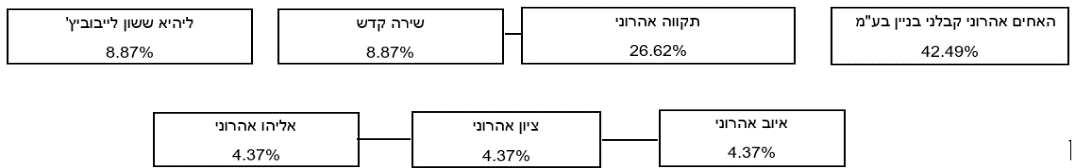 האחים אהרוני קבלני בניין בע"מ
42.49%
תקווה אהרוני
26.62%
שירה קדש
8.87%
ליהיא ששון לייבוביץ'
8.87%
איוב אהרוני
4.37%
ציון אהרוני
4.37%
אליהו אהרוני
4.37%